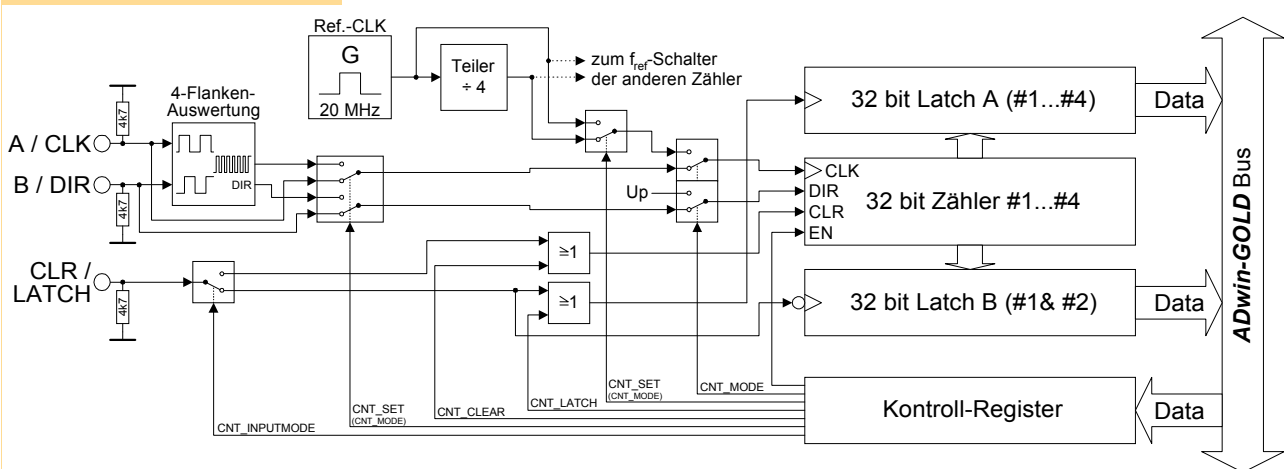 Ref.-CLK
G
20 MHz
Teiler
÷ 4
zum fref-Schalter
der anderen Zähler
4-Flanken-
Auswertung
DIR
4k7
A / CLK
B / DIR
4k7
Up
32 bit Latch A (#1...#4)
Data
CLK
DIR
CLR
EN
32 bit Zähler #1...#4
CLR /
LATCH
4k7
≥1
≥1
32 bit Latch B (#1& #2)
Data
ADwin-GOLD Bus
CNT_INPUTMODE
CNT_SET
(CNT_MODE)
CNT_CLEAR
CNT_LATCH
CNT_SET
(CNT_MODE)
CNT_MODE
Kontroll-Register
Data